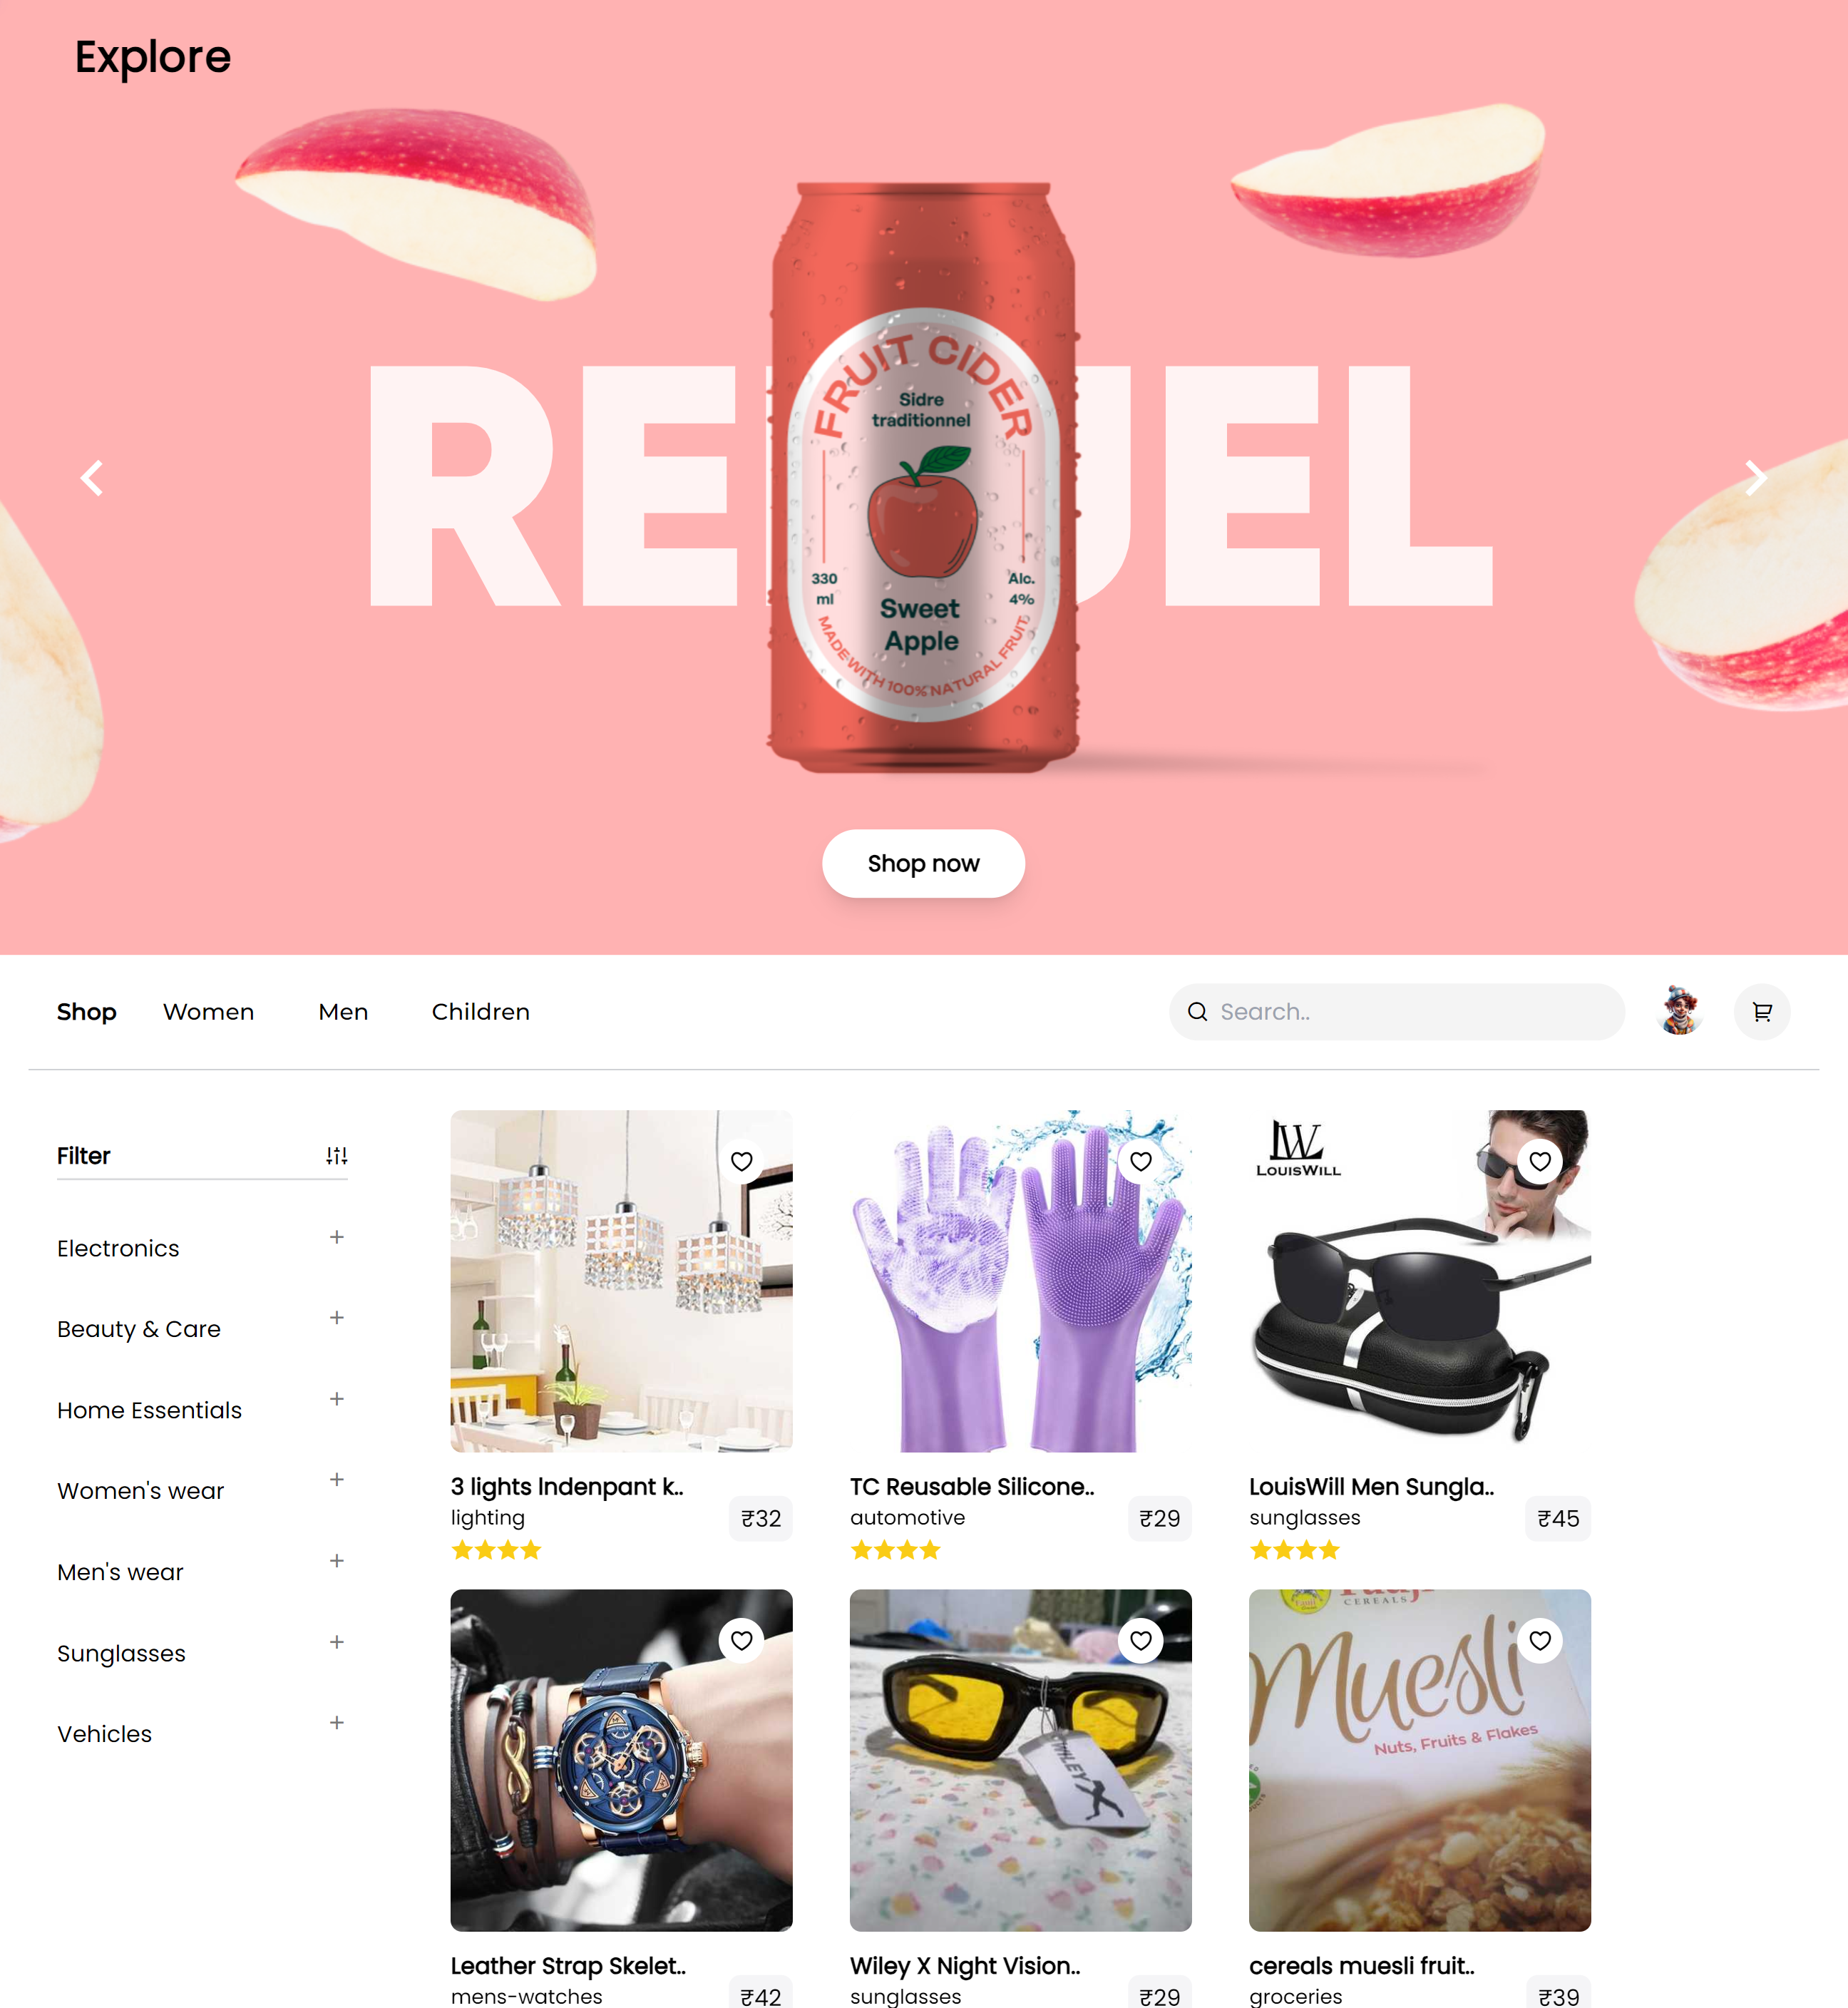 Explore
REFUEL
FRUIT CIDER
Sidre
traditionnel
330
ml
Alc.
4%
Sweet
Apple
MADE WITH 100% NATURAL FRUIT
Shop now
Shop Women Men Children
Search..
Filter
Electronics
Beauty & Care
Home Essentials
Women's wear
Men's wear
Sunglasses
Vehicles
LW
LOUISWILL
3 lights Indenpant k..
lighting
₹32
TC Reusable Silicone..
automotive
₹29
LouisWill Men Sungla..
sunglasses
₹45
WILEY X
CEREALS
Muesli
Nuts, Fruits & Flakes
Leather Strap Skelet..
mens-watches
₹42
Wiley X Night Vision..
sunglasses
₹29
cereals muesli fruit..
groceries
₹39